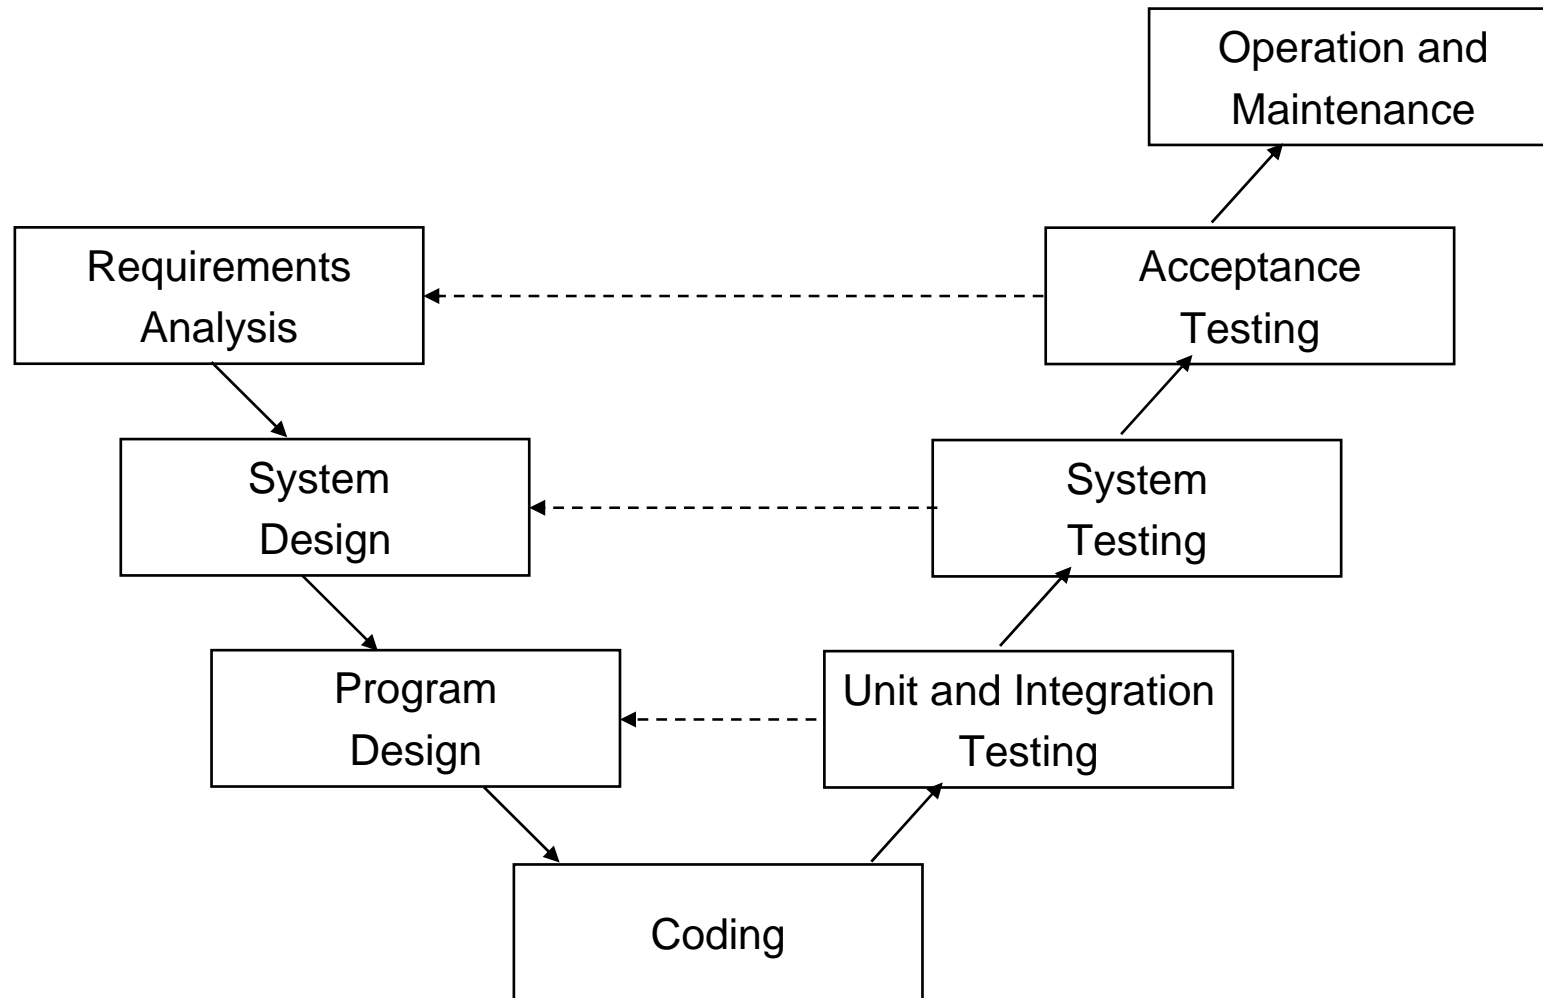 Operation and
Maintenance
Requirements
Analysis
Acceptance
Testing
System
Design
System
Testing
Program
Design
Unit and Integration
Testing
Coding